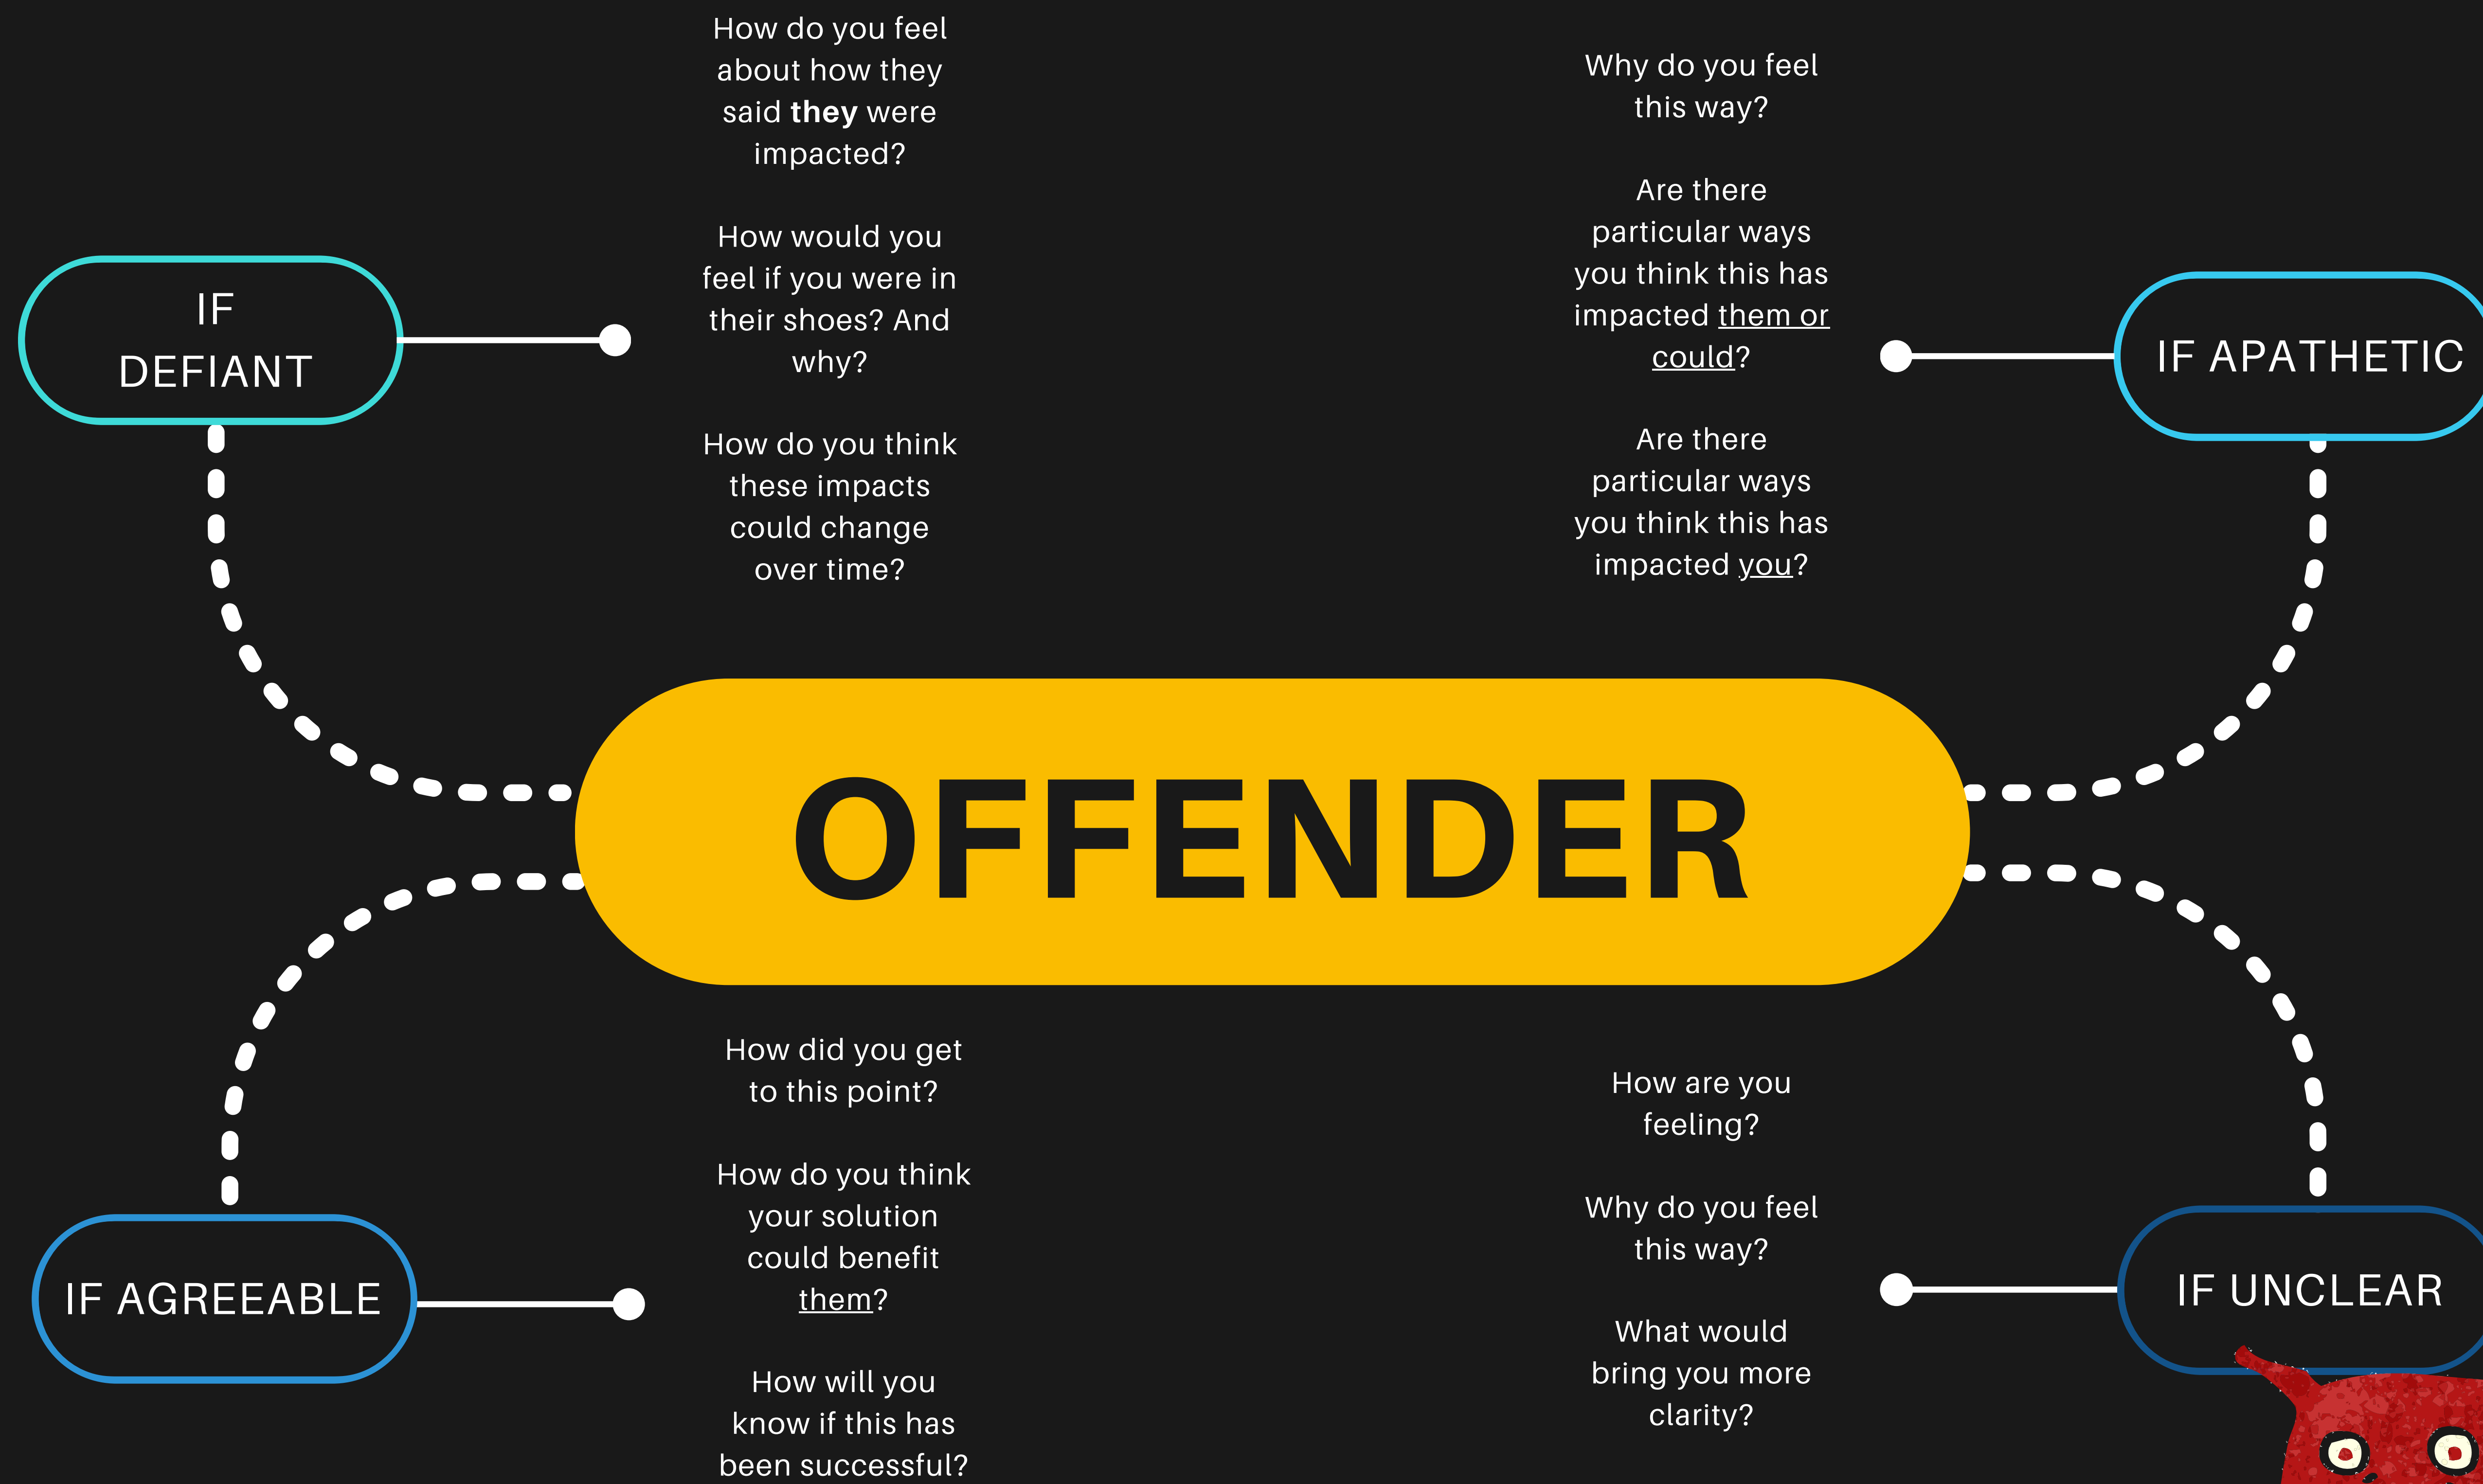 IF
DEFIANT
How do you feel
about how they
said they were
impacted?
How would you
feel if you were in
their shoes? And
why?
How do you think
these impacts
could change
over time?
Why do you feel
this way?
Are there
particular ways
you think this has
impacted them or
could?
Are there
particular ways
you think this has
impacted you?
IF APATHETIC
OFFENDER
IF AGREEABLE
How did you get
to this point?
How do you think
your solution
could benefit
them?
How will you
know if this has
been successful?
How are you
feeling?
Why do you feel
this way?
What would
bring you more
clarity?
IF UNCLEAR